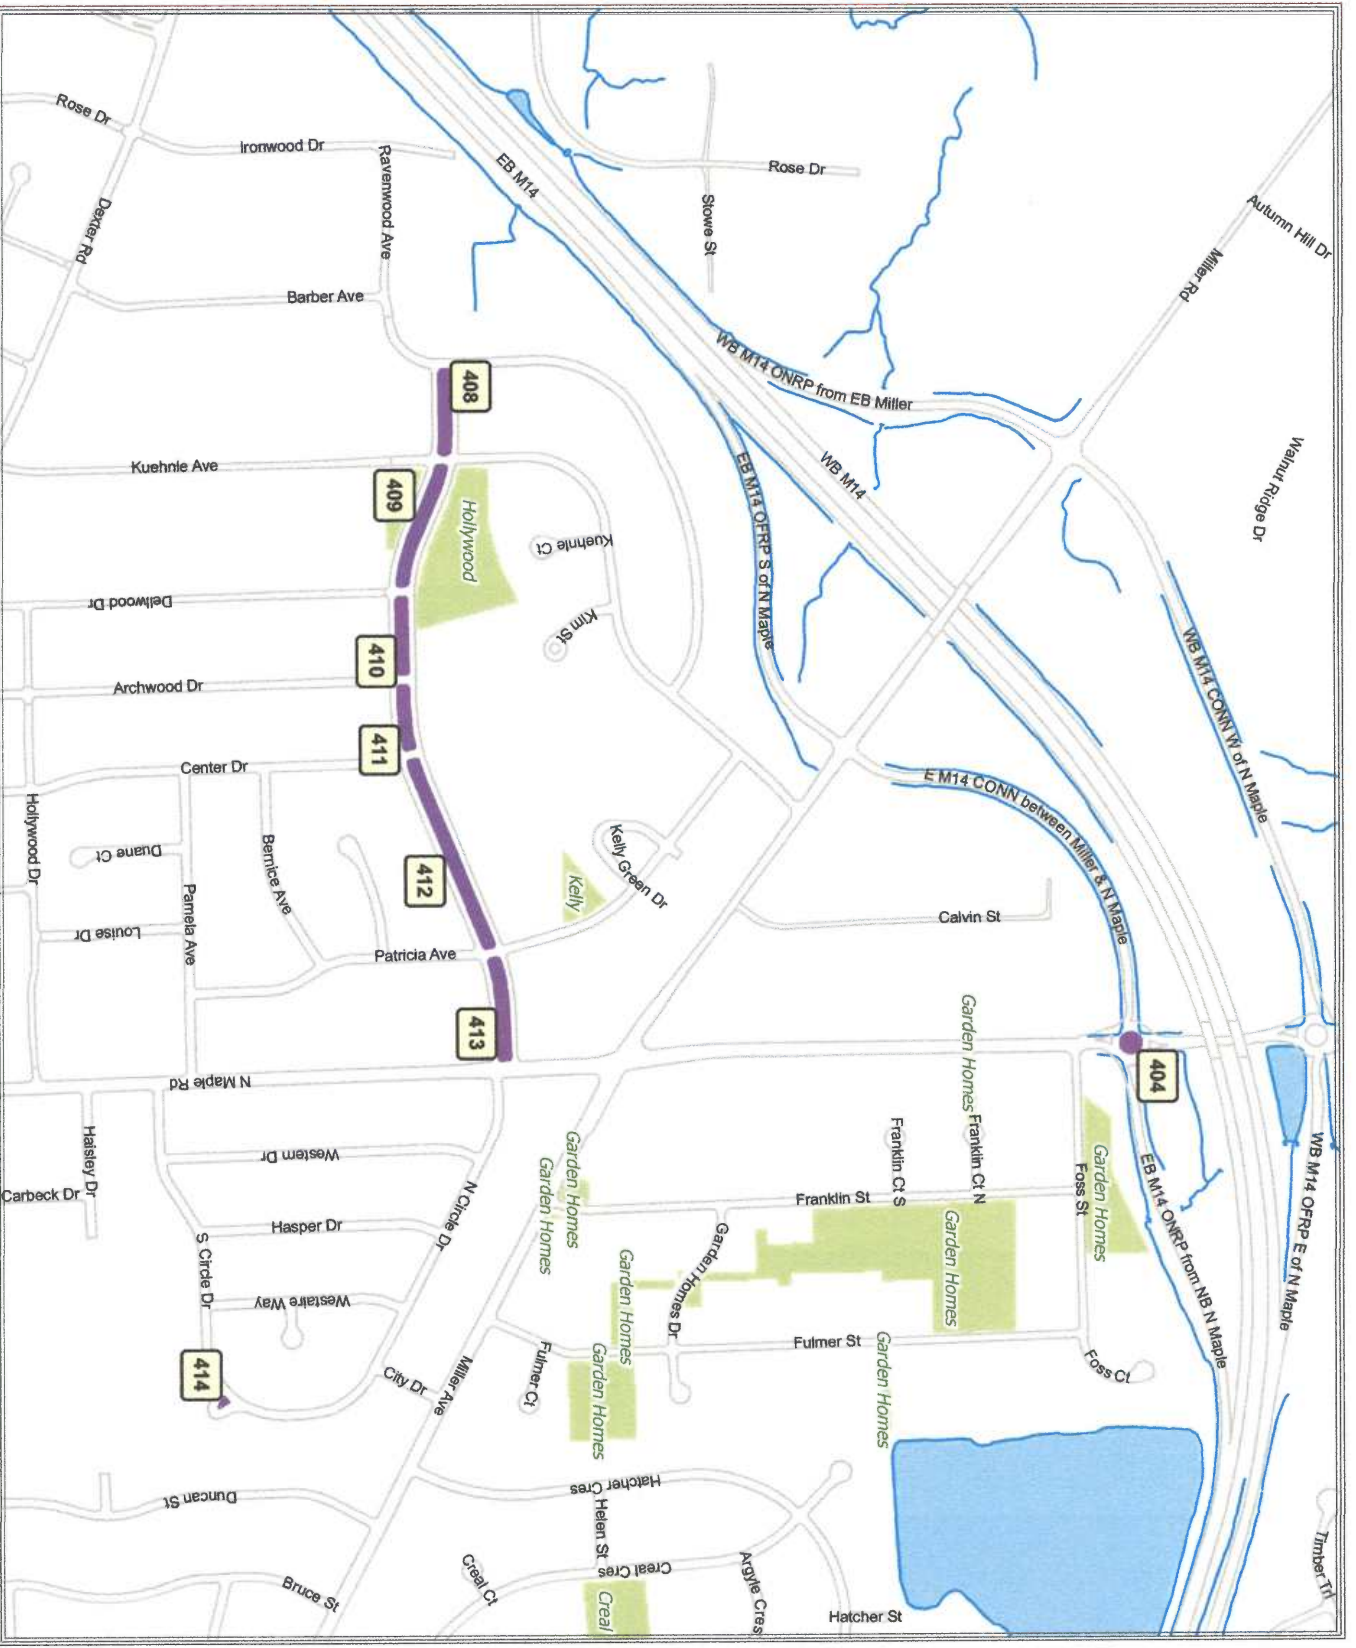 Rose Dr
Ironwood Dr
Ravenwood Ave
EB M14
Rose Dr
Stowe St
Autumn Hill Dr
Miller Rd
Dexter Rd
Barber Ave
WB M14 ONRP from EB Miller
408
Kuehnle Ave
409
Hollywood
Kuehnle Ct
EB M14 OFRP S of N Maple
WB M14
Walnut Ridge Dr
Dellwood Dr
Kim St
410
Archwood Dr
WB M14 CONN W of N Maple
411
Center Dr
E M14 CONN between Miller & N Maple
Hollywood Dr
Duane Ct
Bernice Ave
412
Kelly Green Dr
Kelly
Pamela Ave
Louise Dr
Calvin St
Patricia Ave
413
Garden Homes
404
N Maple Rd
Haisley Dr
Western Dr
Carbeck Dr
Garden Homes
Garden Homes
Franklin Ct S
Franklin Ct N
Foss St
Garden Homes
EB M14 ONRP from NB N Maple
WB M14 OFRP E of N Maple
Franklin St
Hasper Dr
N Circle Dr
S Circle Dr
Garden Homes Dr
Garden Homes
Garden Homes
Westaire Way
Fulmer St
Garden Homes
Garden Homes
414
City Dr
Miller Ave
Fulmer Ct
Foss Ct
Duncan St
Hatcher Cres
Helen St
Creal Cres
Creal Ct
Bruce St
Creal
Argyle Cres
Hatcher St
Timber Trl